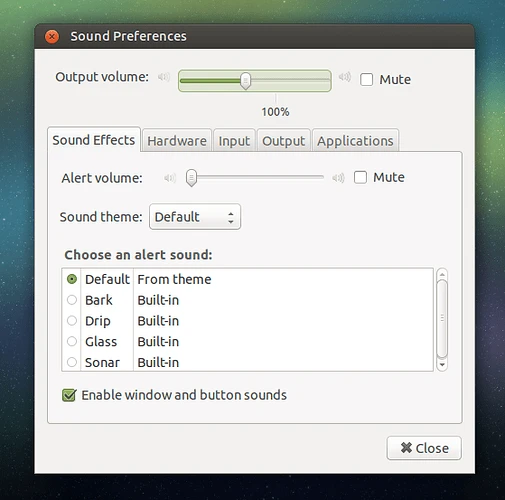 Sound Preferences
Output volume: Mute
100%
Sound Effects Hardware Input Output Applications
Alert volume: Mute
Sound theme: Default
Choose an alert sound:
Default From theme
Bark Built-in
Drip Built-in
Glass Built-in
Sonar Built-in
Enable window and button sounds
Close